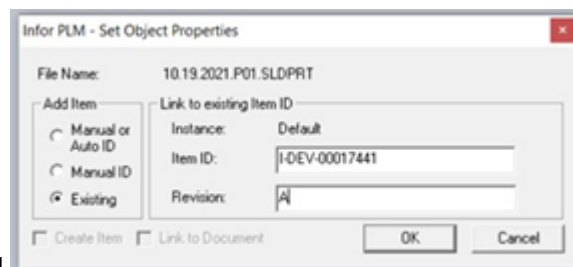 Infor PLM - Set Object Properties
File Name: 10.19.2021.P01.SLDPRT
Add Item
Link to existing Item ID
Manual or Auto ID
Manual ID
Existing
Instance: Default
Item ID: I-DEV-00017441
Revision: A
Create Item
Link to Document
OK
Cancel